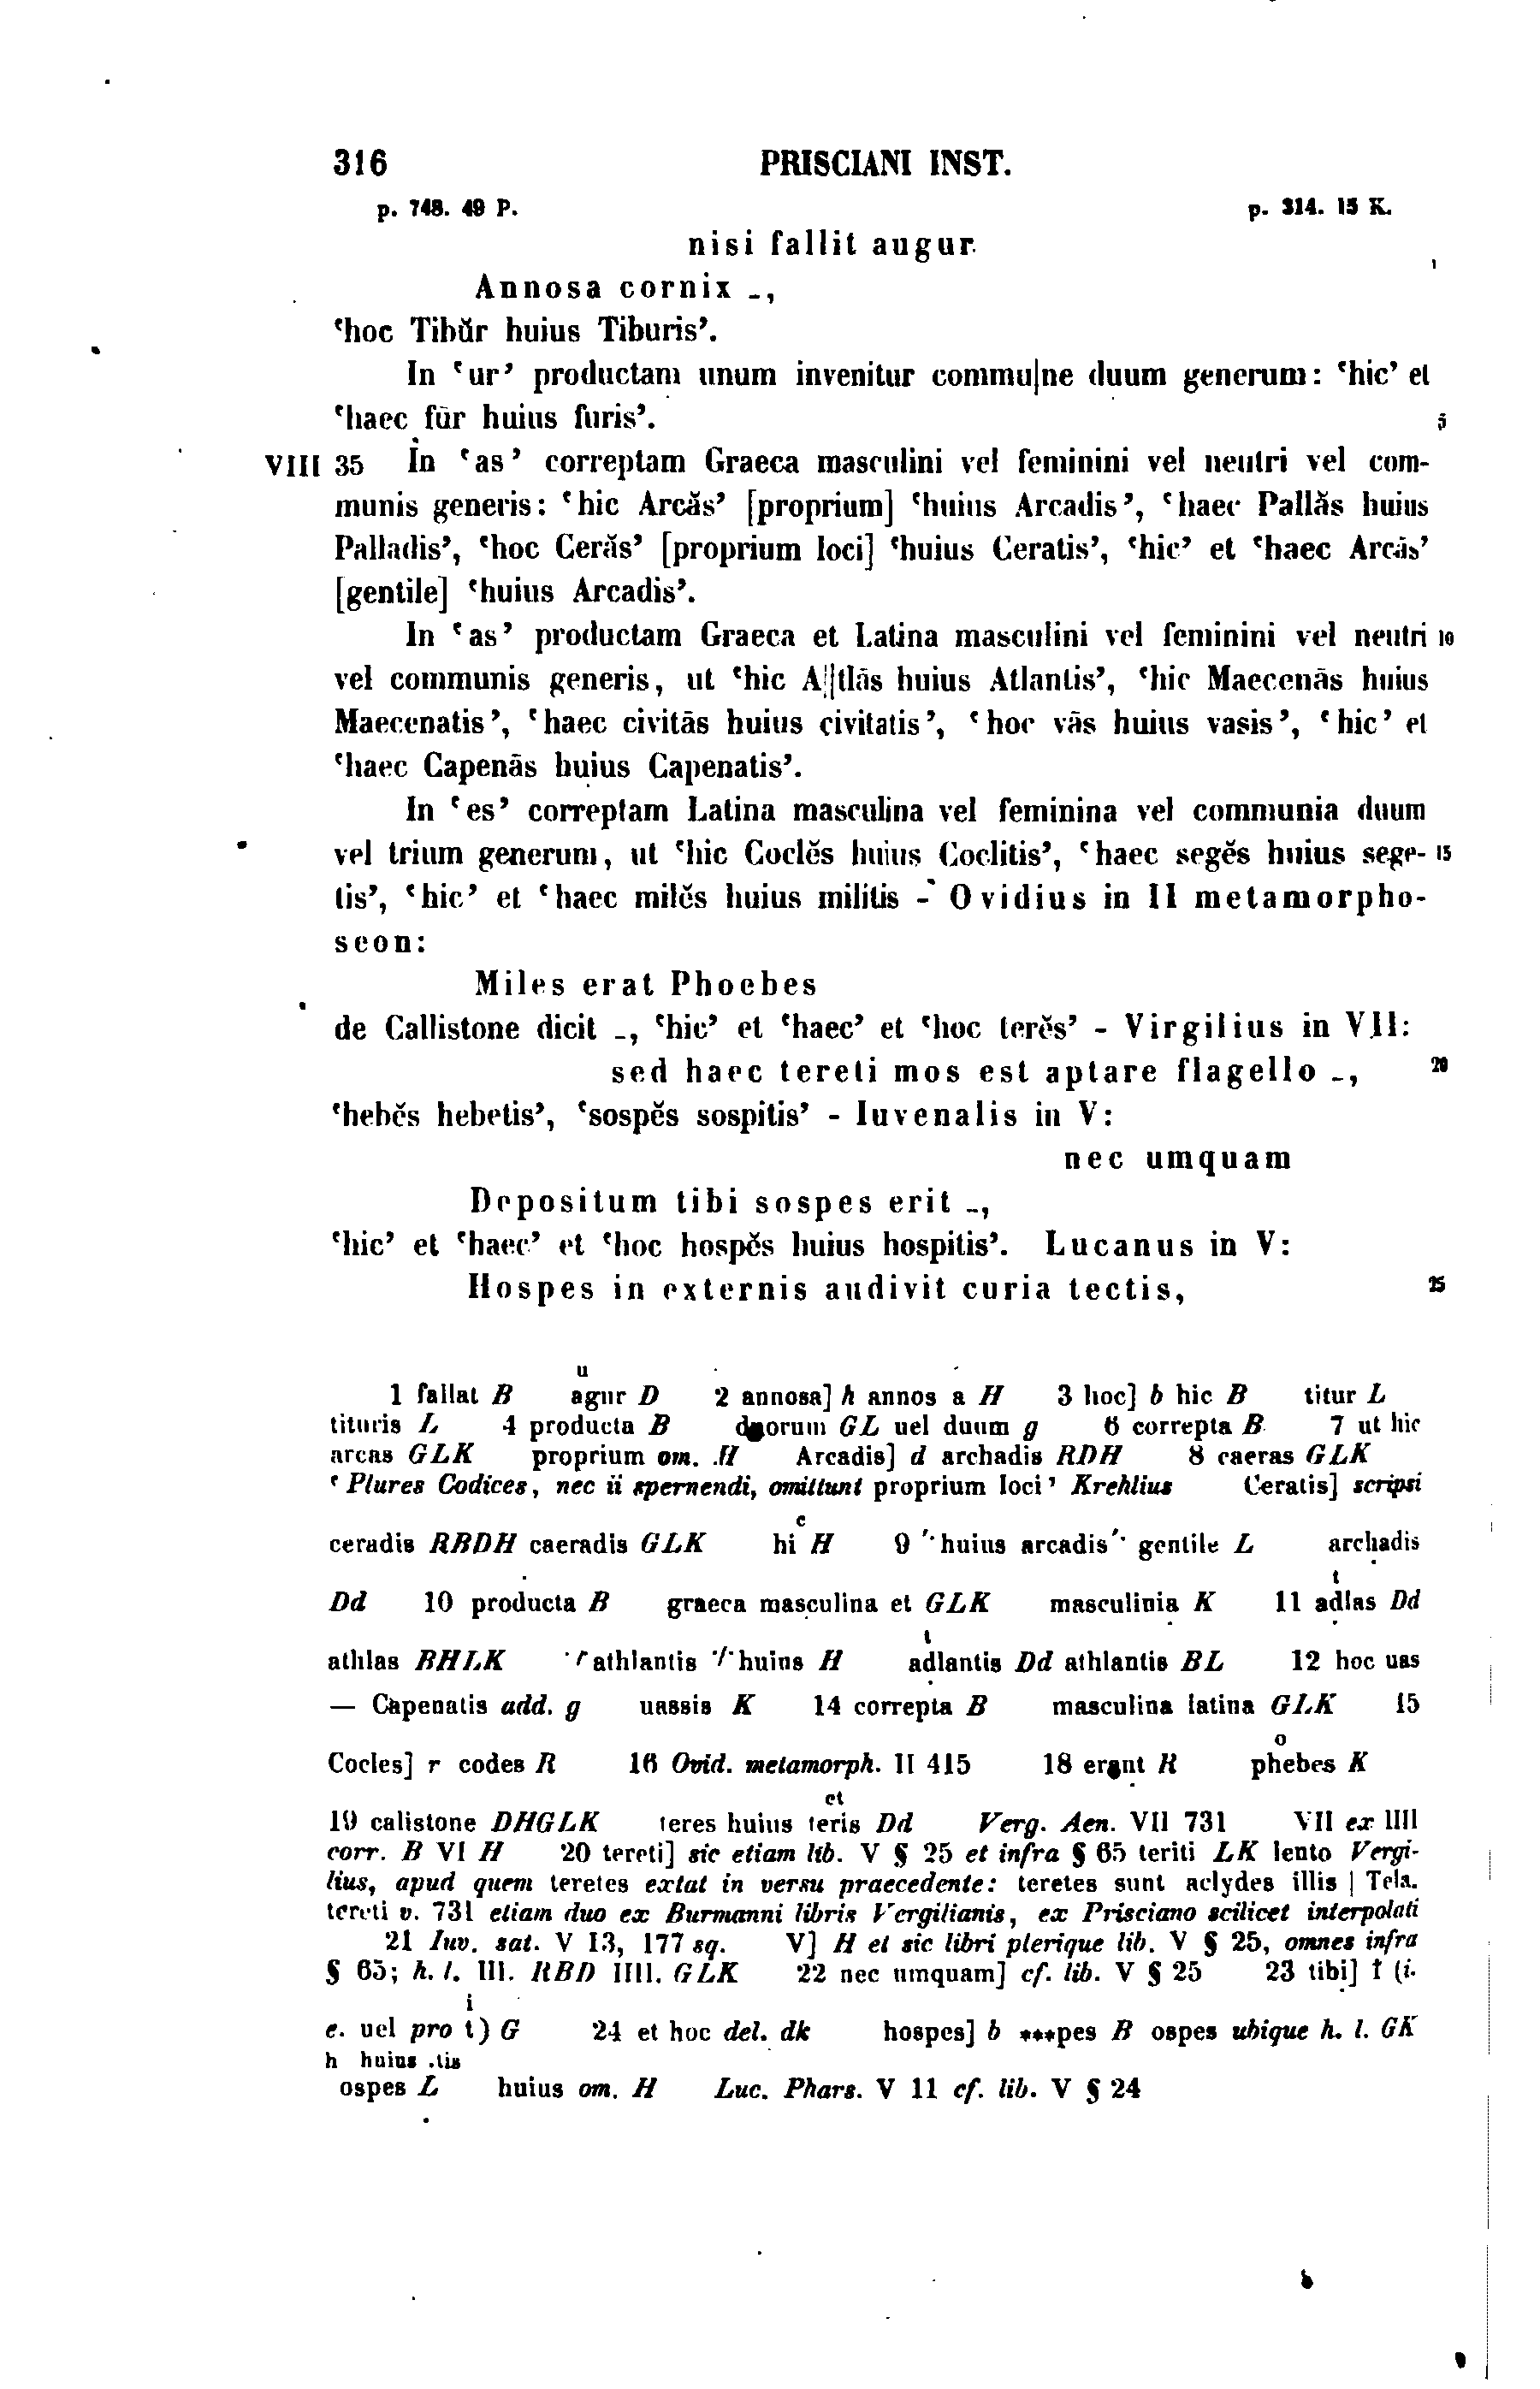 316 PRISCIANI INST.
p. 748. 49 P. p. 314. 15 K.
nisi fallit augur
Annosa cornix -,
‘hoc Tibŭr huius Tiburis’.
In ‘ur’ productam unum invenitur commu|ne duum generum: ‘hic’ et
‘haec fūr huius furis’. 5
VIII 35 In ‘as’ correptam Graeca masculini vel feminini vel neutri vel com-
munis generis: ‘hic Arcăs’ [proprium] ‘huius Arcadis’, ‘haec Pallăs huius
Palladis’, ‘hoc Cerăs’ [proprium loci] ‘huius Ceratis’, ‘hic’ et ‘haec Arcăs’
[gentile] ‘huius Arcadis’.
In ‘as’ productam Graeca et Latina masculini vel feminini vel neutri 10
vel communis generis, ut ‘hic A||tlās huius Atlantis’, ‘hic Maecenās huius
Maecenatis’, ‘haec civitās huius civitatis’, ‘hoc vās huius vasis’, ‘hic’ et
‘haec Capenās huius Capenatis’.
In ‘es’ correptam Latina masculina vel feminina vel communia duum
vel trium generum, ut ‘hic Coclĕs huius Coclitis’, ‘haec segĕs huius sege- 15
tis’, ‘hic’ et ‘haec milĕs huius militis - Ovidius in II metamorpho-
seon:
Miles erat Phoebes
de Callistone dicit -, ‘hic’ et ‘haec’ et ‘hoc terĕs’ - Virgilius in VII:
sed haec tereti mos est aptare flagello -, 20
‘hebĕs hebetis’, ‘sospĕs sospitis’ - Iuvenalis in V:
nec umquam
Depositum tibi sospes erit -,
‘hic’ et ‘haec’ et ‘hoc hospĕs huius hospitis’. Lucanus in V:
Hospes in externis audivit curia tectis, 25
u
1 fallat B agur D 2 annosa] h annos a H 3 hoc] b hic B titur L
tituris L 4 producta B duorum GL uel duum g 6 correpta B 7 ut hic
arcas GLK proprium om. H Arcadis] d archadis RDH 8 caeras GLK
‘Plures Codices, nec ii spernendi, omittunt proprium loci’ Krehlius Ceratis] scripsi
c
ceradis RBDH caeradis GLK hi H 9 huius arcadis gentile L archadis
t
Dd 10 producta B graeca masculina et GLK masculinia K 11 adlas Dd
t
athlas BHLK athlantis huius H adlantis Dd athlantis BL 12 hoc uas
— Capenatis add. g uassis K 14 correpta B masculina latina GLK 15
o
Cocles] r codes R 16 Ovid. metamorph. II 415 18 erant R phebes K
et
19 calistone DHGLK teres huius teris Dd Verg. Aen. VII 731 VII ex IIII
corr. B VI H 20 tereti] sic etiam lib. V § 25 et infra § 65 teriti LK lento Vergi-
lius, apud quem teretes extat in versu praecedente: teretes sunt aclydes illis | Tela.
tereti v. 731 etiam duo ex Burmanni libris Vergilianis, ex Prisciano scilicet interpolati
21 Iuv. sat. V 13, 177 sq. V] H et sic libri plerique lib. V § 25, omnes infra
§ 65; h. l. III. RBD IIII. GLK 22 nec umquam] cf. lib. V § 25 23 tibi] ł (i.
i
e. uel pro t) G 24 et hoc del. dk hospes] b ***pes B ospes ubique h. l. GK
h huius .tis
ospes L huius om. H Luc. Phars. V 11 cf. lib. V § 24